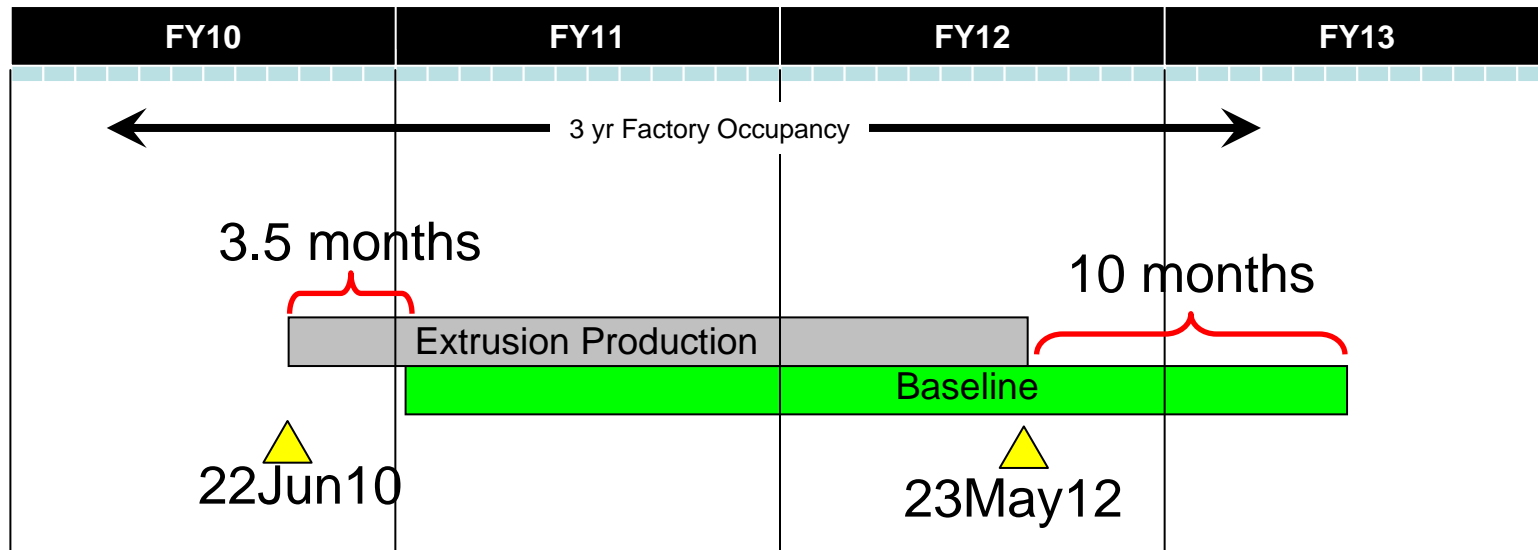 FY10 FY11 FY12 FY13
3 yr Factory Occupancy
3.5 months
10 months
Extrusion Production
Baseline
22Jun10
23May12